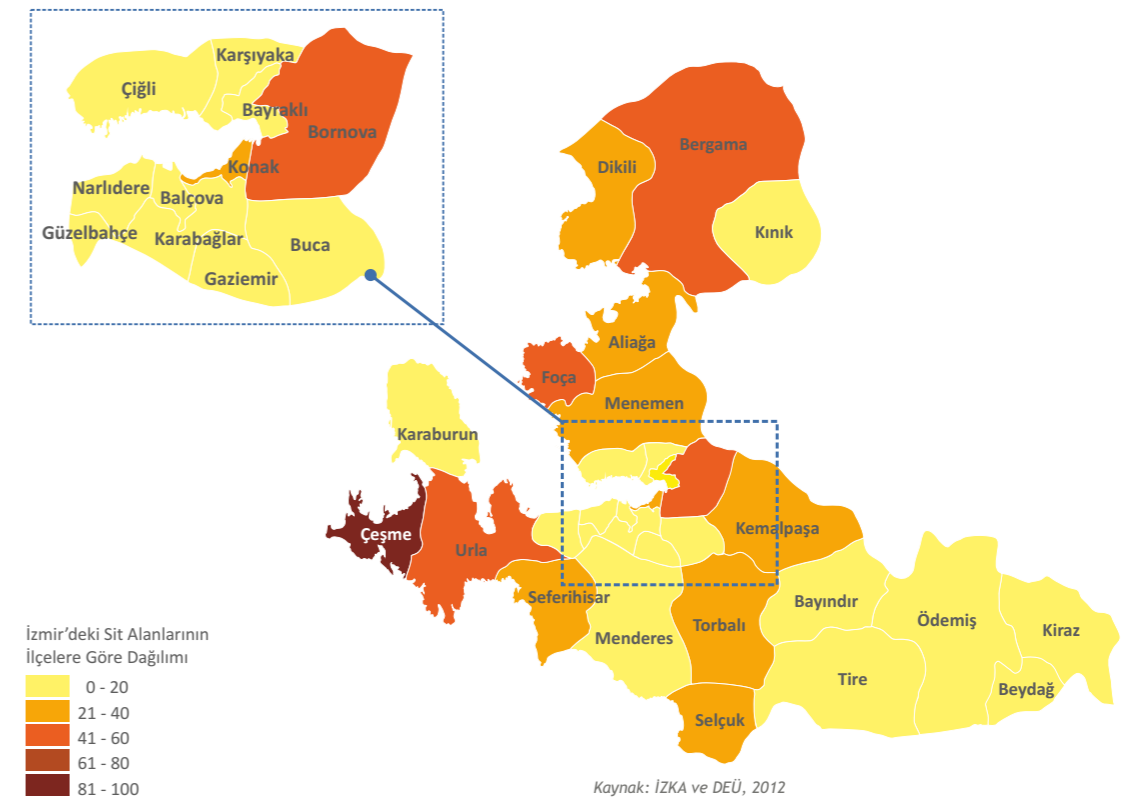 Karşıyaka
Çiğli
Bayraklı
Bornova
Konak
Narlıdere
Balçova
Güzelbahçe
Karabağlar
Buca
Gaziemir
Bergama
Dikili
Kınık
Aliağa
Foça
Menemen
Karaburun
Çeşme
Urla
Kemalpaşa
Seferihisar
Bayındır
Ödemiş
Menderes
Torbalı
Kiraz
Tire
Beydağ
Selçuk
İzmir’deki Sit Alanlarının
İlçelere Göre Dağılımı
0 - 20
21 - 40
41 - 60
61 - 80
81 - 100
Kaynak: İZKA ve DEÜ, 2012